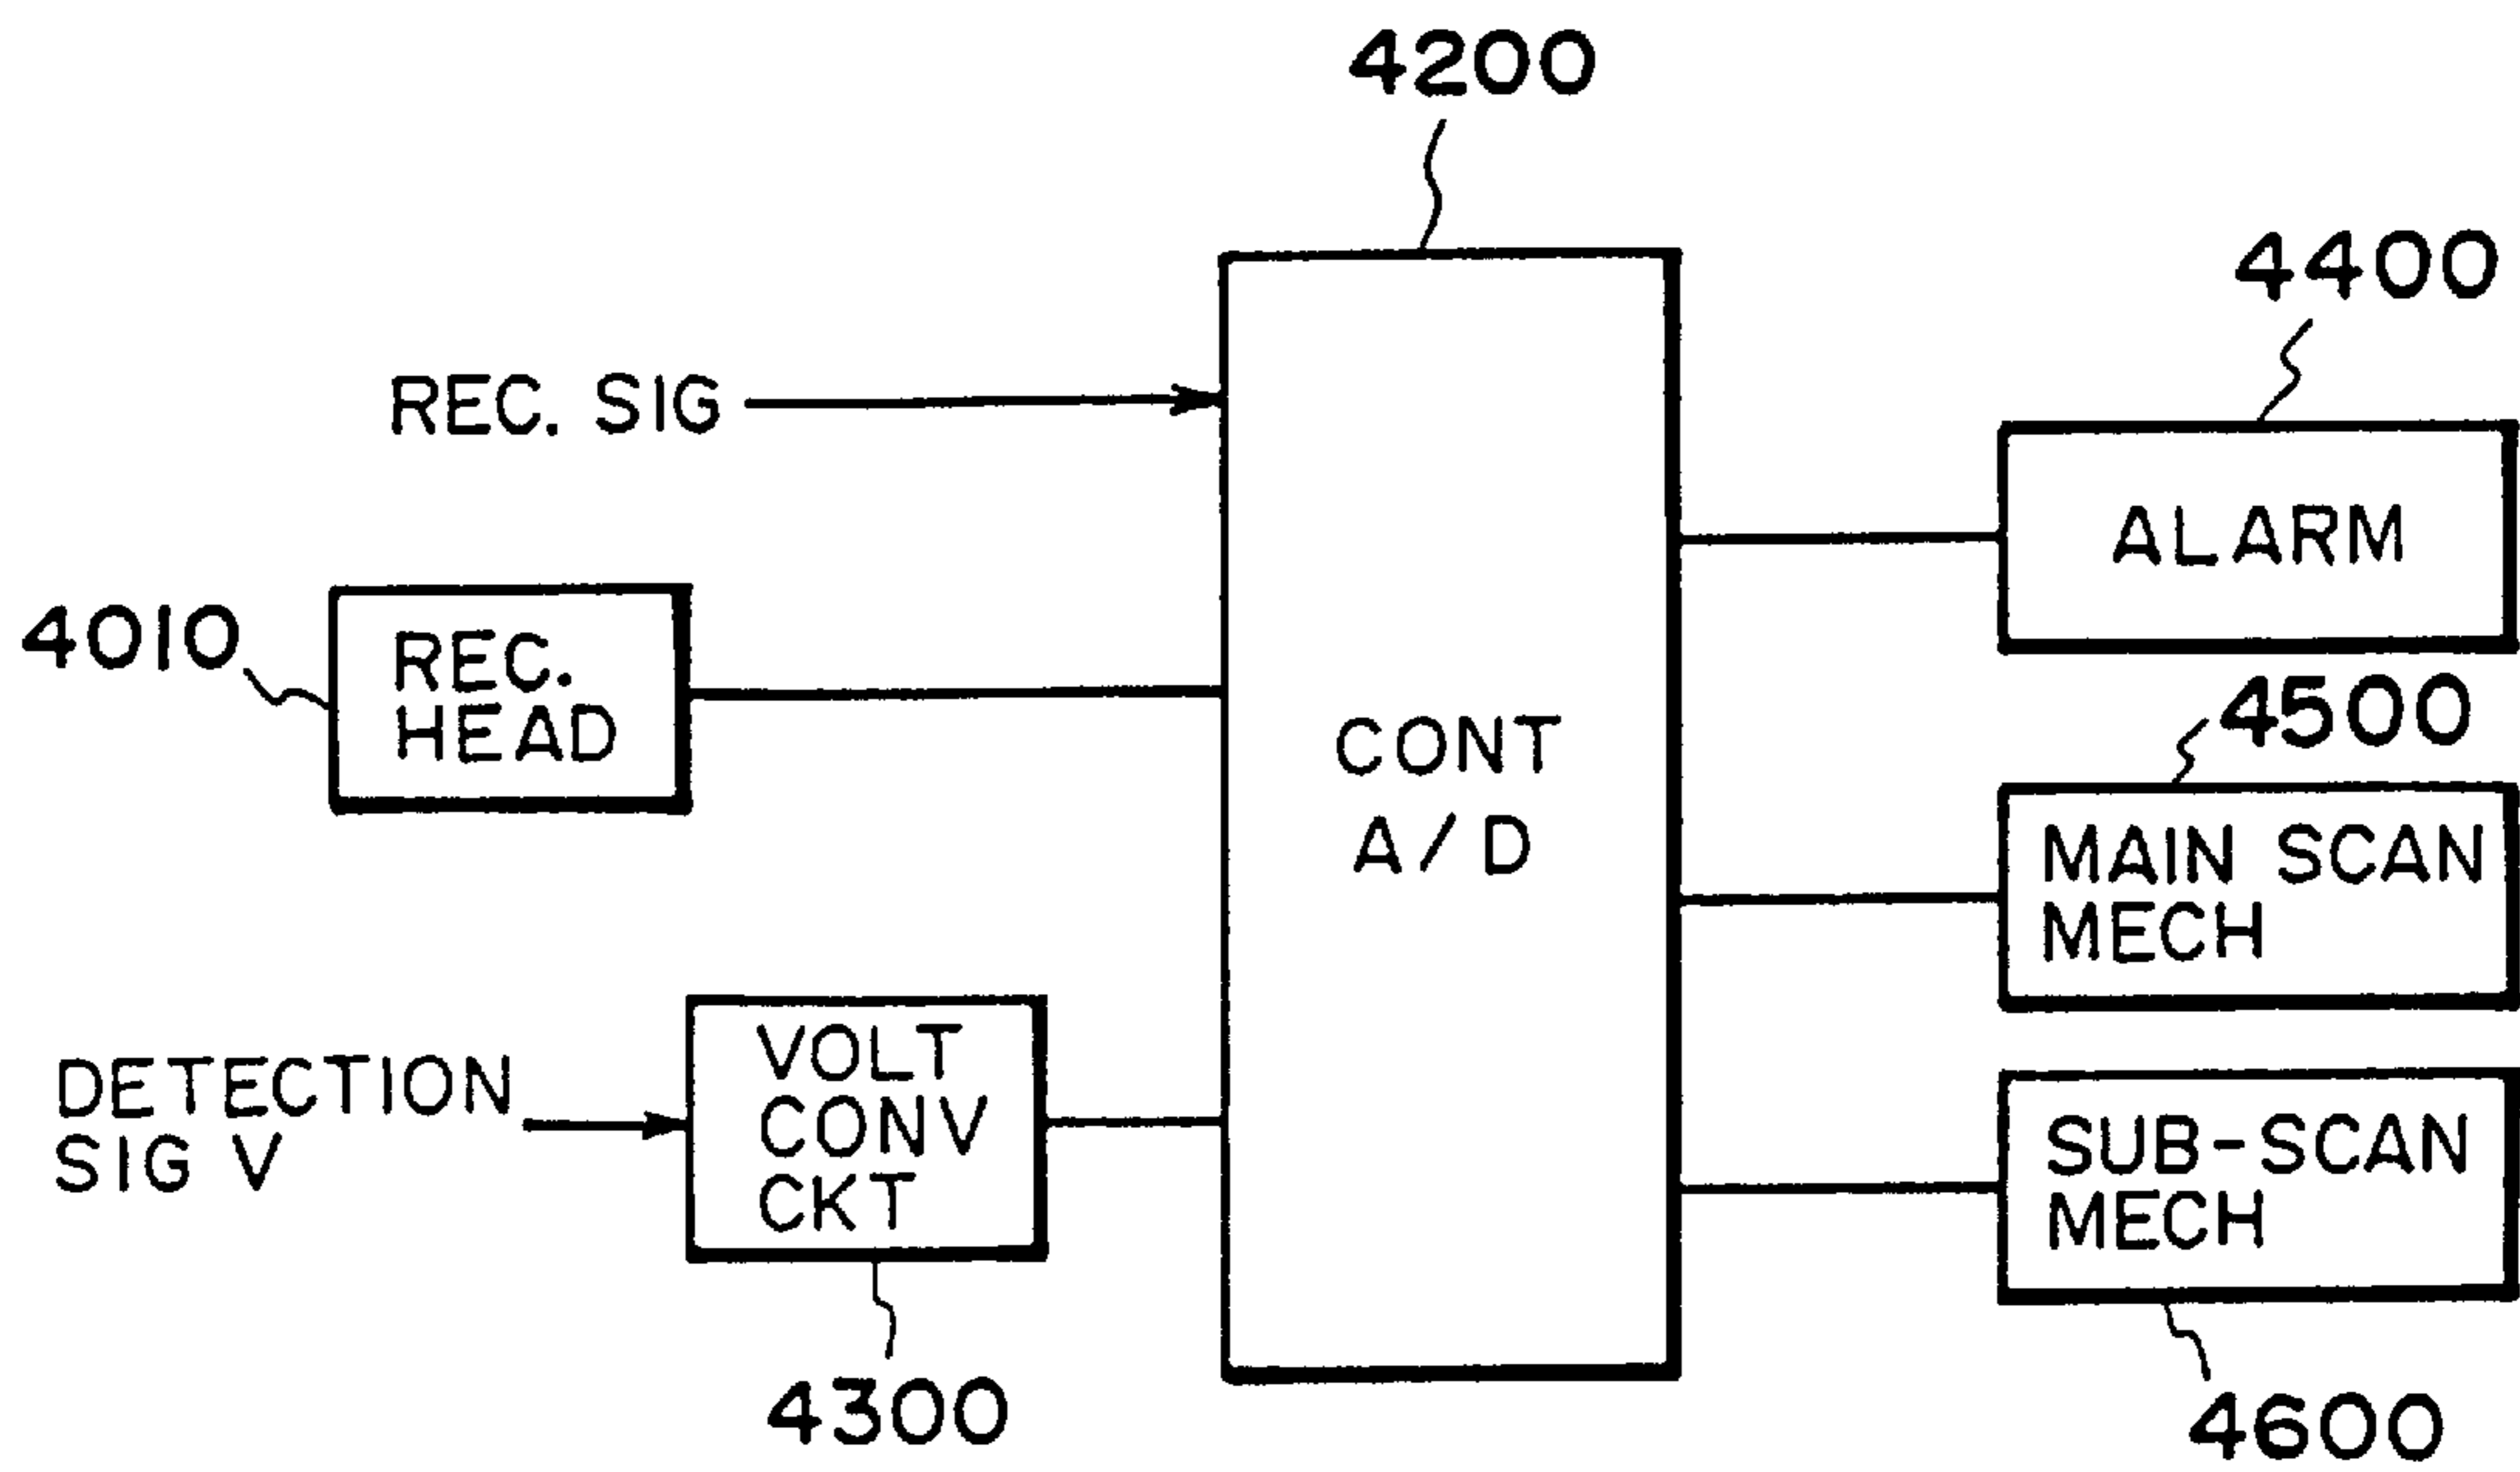 4200
4400
REC. SIG
ALARM
4010
REC.
HEAD
4500
CONT
A/D
MAIN SCAN
MECH
DETECTION
SIG V
VOLT
CONV
CKT
SUB-SCAN
MECH
4300
4600